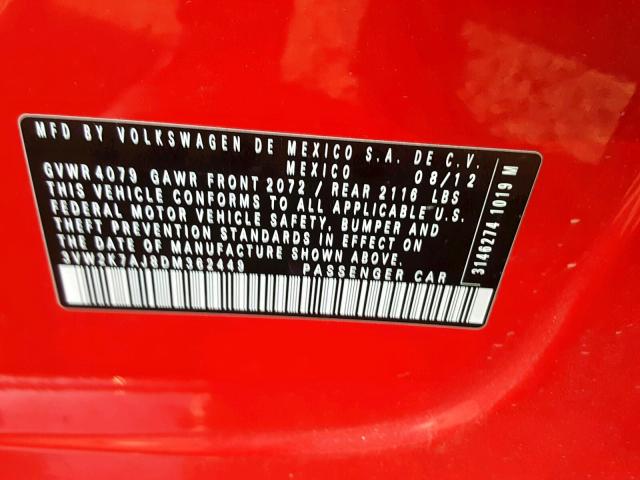 MFD BY VOLKSWAGEN DE MEXICO S.A. DE C.V.
MEXICO 08/12
GVWR 4079 GAWR FRONT 2072 / REAR 2116 LBS
THIS VEHICLE CONFORMS TO ALL APPLICABLE U.S.
FEDERAL MOTOR VEHICLE SAFETY, BUMPER AND
THEFT PREVENTION STANDARDS IN EFFECT ON
THE DATE OF MANUFACTURE SHOWN ABOVE.
3VW2K7AJ8DM362449 PASSENGER CAR
3146274 1019 M